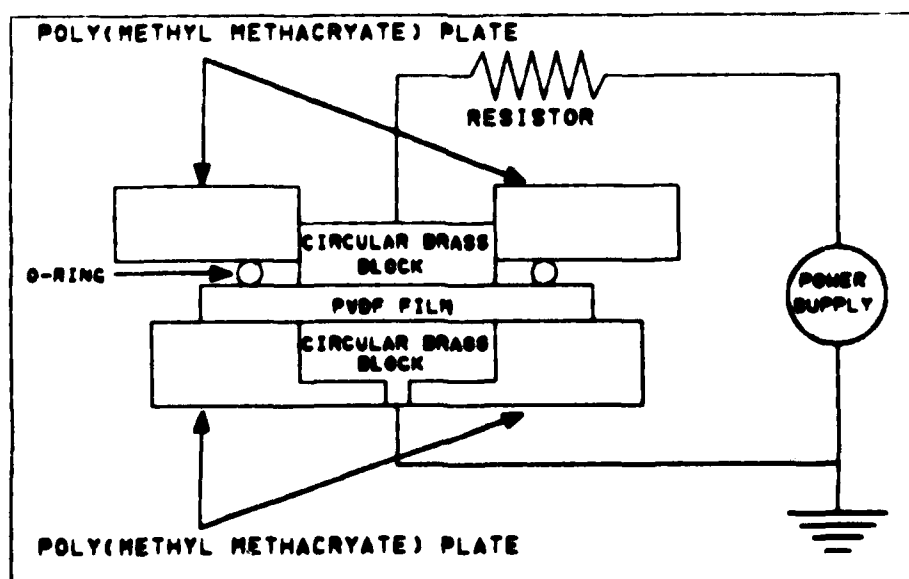 POLY(METHYL METHACRYATE) PLATE
RESISTOR
CIRCULAR BRASS
BLOCK
O-RING
PVDF FILM
POWER
SUPPLY
CIRCULAR BRASS
BLOCK
POLY(METHYL METHACRYATE) PLATE